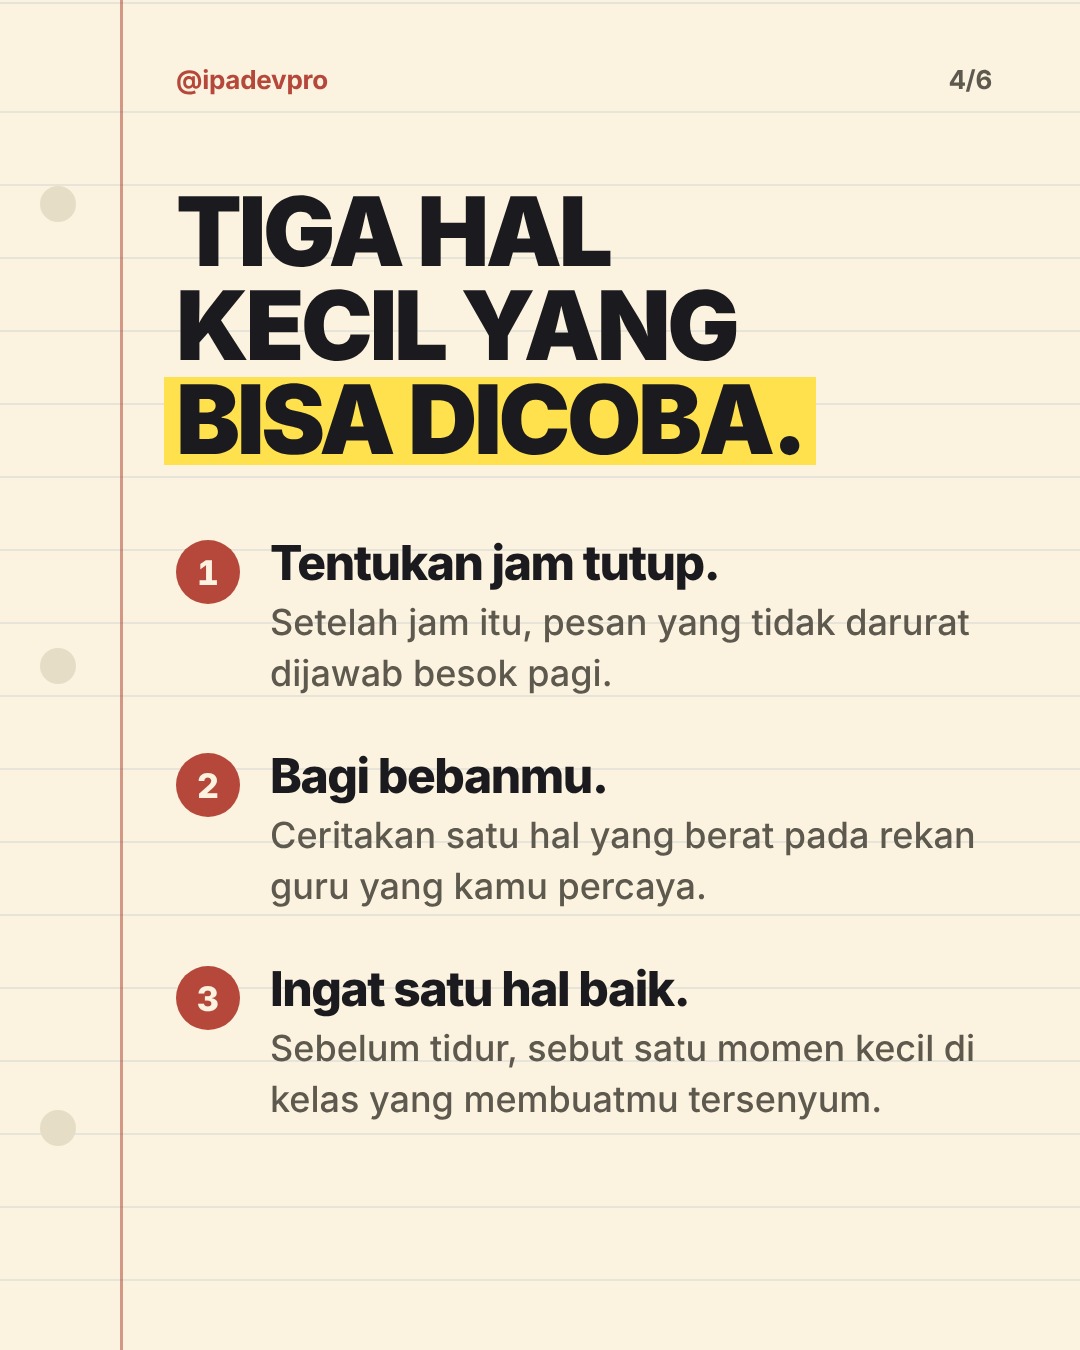 @ipadevpro
4/6
TIGA HAL
KECIL YANG
BISA DICOBA.
1
Tentukan jam tutup.
Setelah jam itu, pesan yang tidak darurat
dijawab besok pagi.
2
Bagi bebanmu.
Ceritakan satu hal yang berat pada rekan
guru yang kamu percaya.
3
Ingat satu hal baik.
Sebelum tidur, sebut satu momen kecil di
kelas yang membuatmu tersenyum.